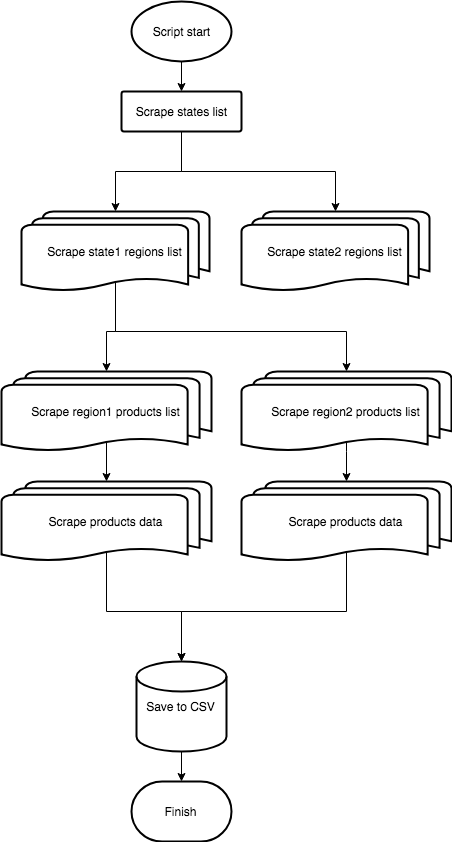 Script start
Scrape states list
Scrape state1 regions list
Scrape state2 regions list
Scrape region1 products list
Scrape region2 products list
Scrape products data
Scrape products data
Save to CSV
Finish